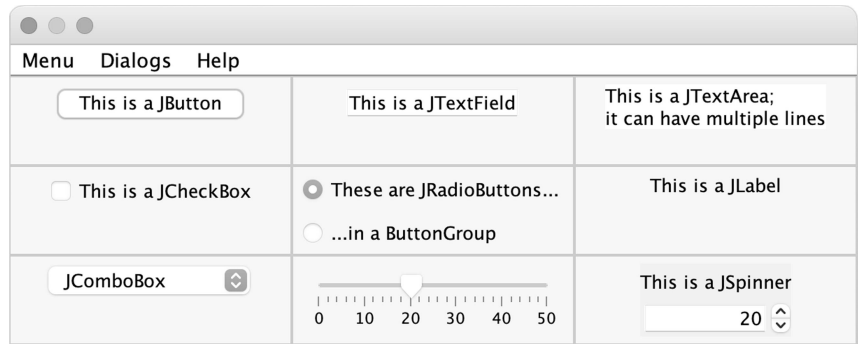 Menu Dialogs Help
This is a JButton
This is a JTextField
This is a JTextArea;
it can have multiple lines
This is a JCheckBox
These are JRadioButtons...
...in a ButtonGroup
This is a JLabel
JComboBox
0 10 20 30 40 50
This is a JSpinner
20